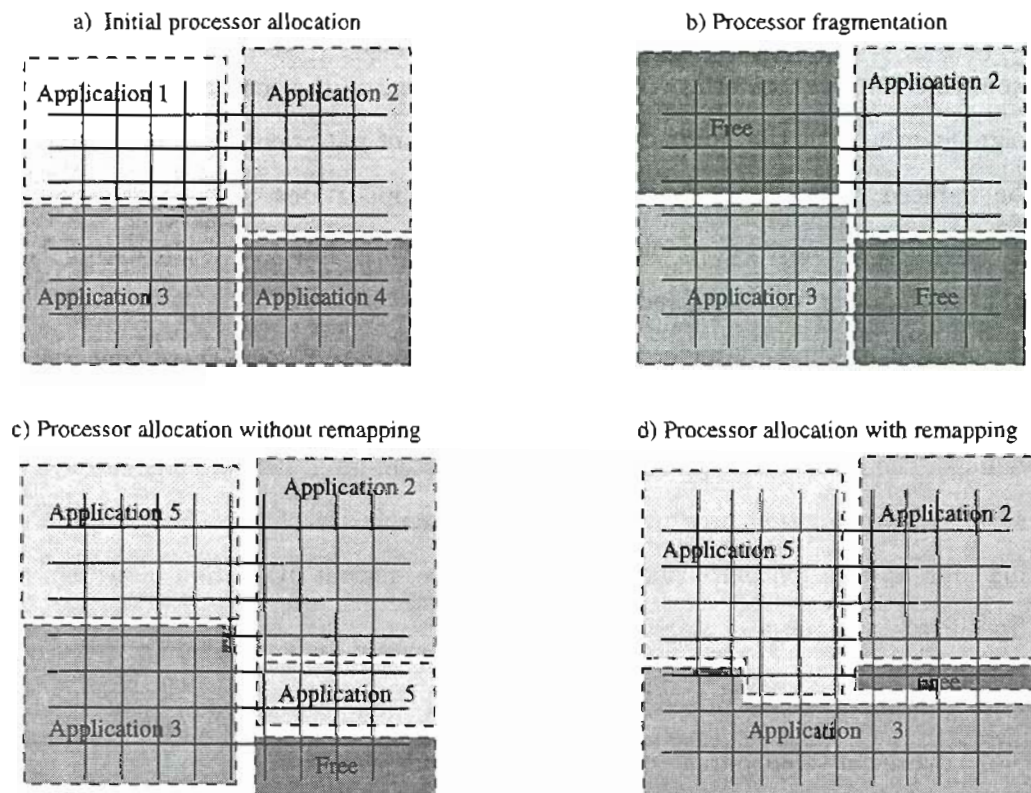 a) Initial processor allocation
b) Processor fragmentation
Application 1
Application 2
Application 3
Application 4
Free
Application 2
Application 3
Free
c) Processor allocation without remapping
d) Processor allocation with remapping
Application 5
Application 2
Application 3
Application 5
Free
Application 5
Application 2
Free
Application 3